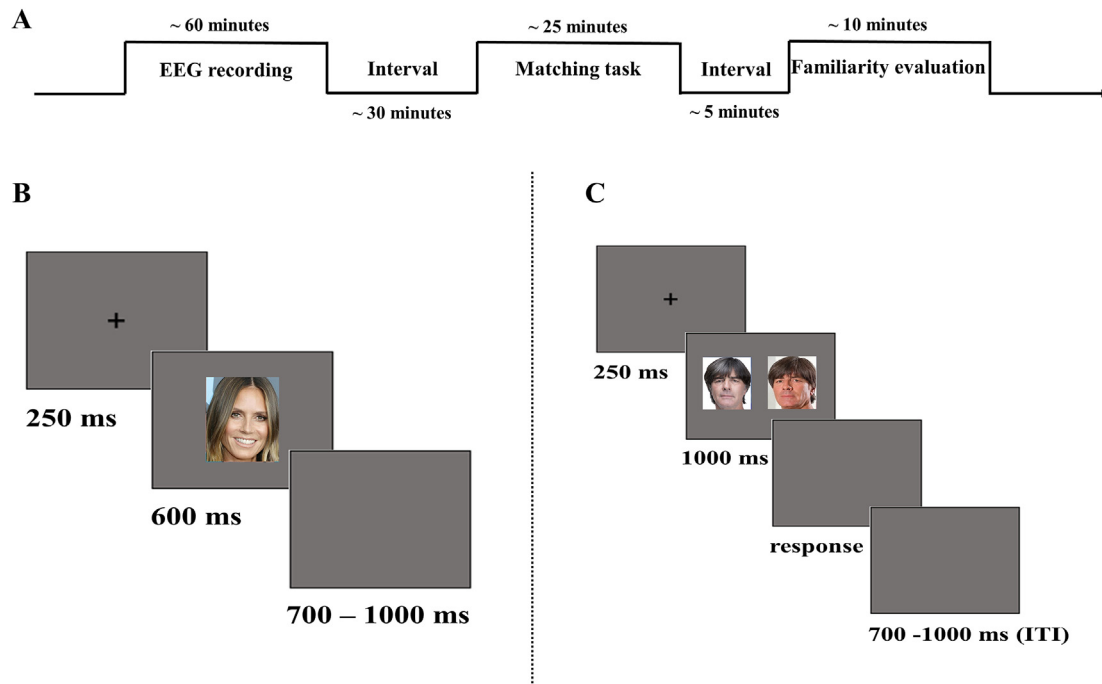 A
~ 60 minutes
~ 25 minutes
~ 10 minutes
EEG recording
Interval
Matching task
Interval
Familiarity evaluation
~ 30 minutes
~ 5 minutes
B
250 ms
600 ms
700 – 1000 ms
C
250 ms
1000 ms
response
700 -1000 ms (ITI)